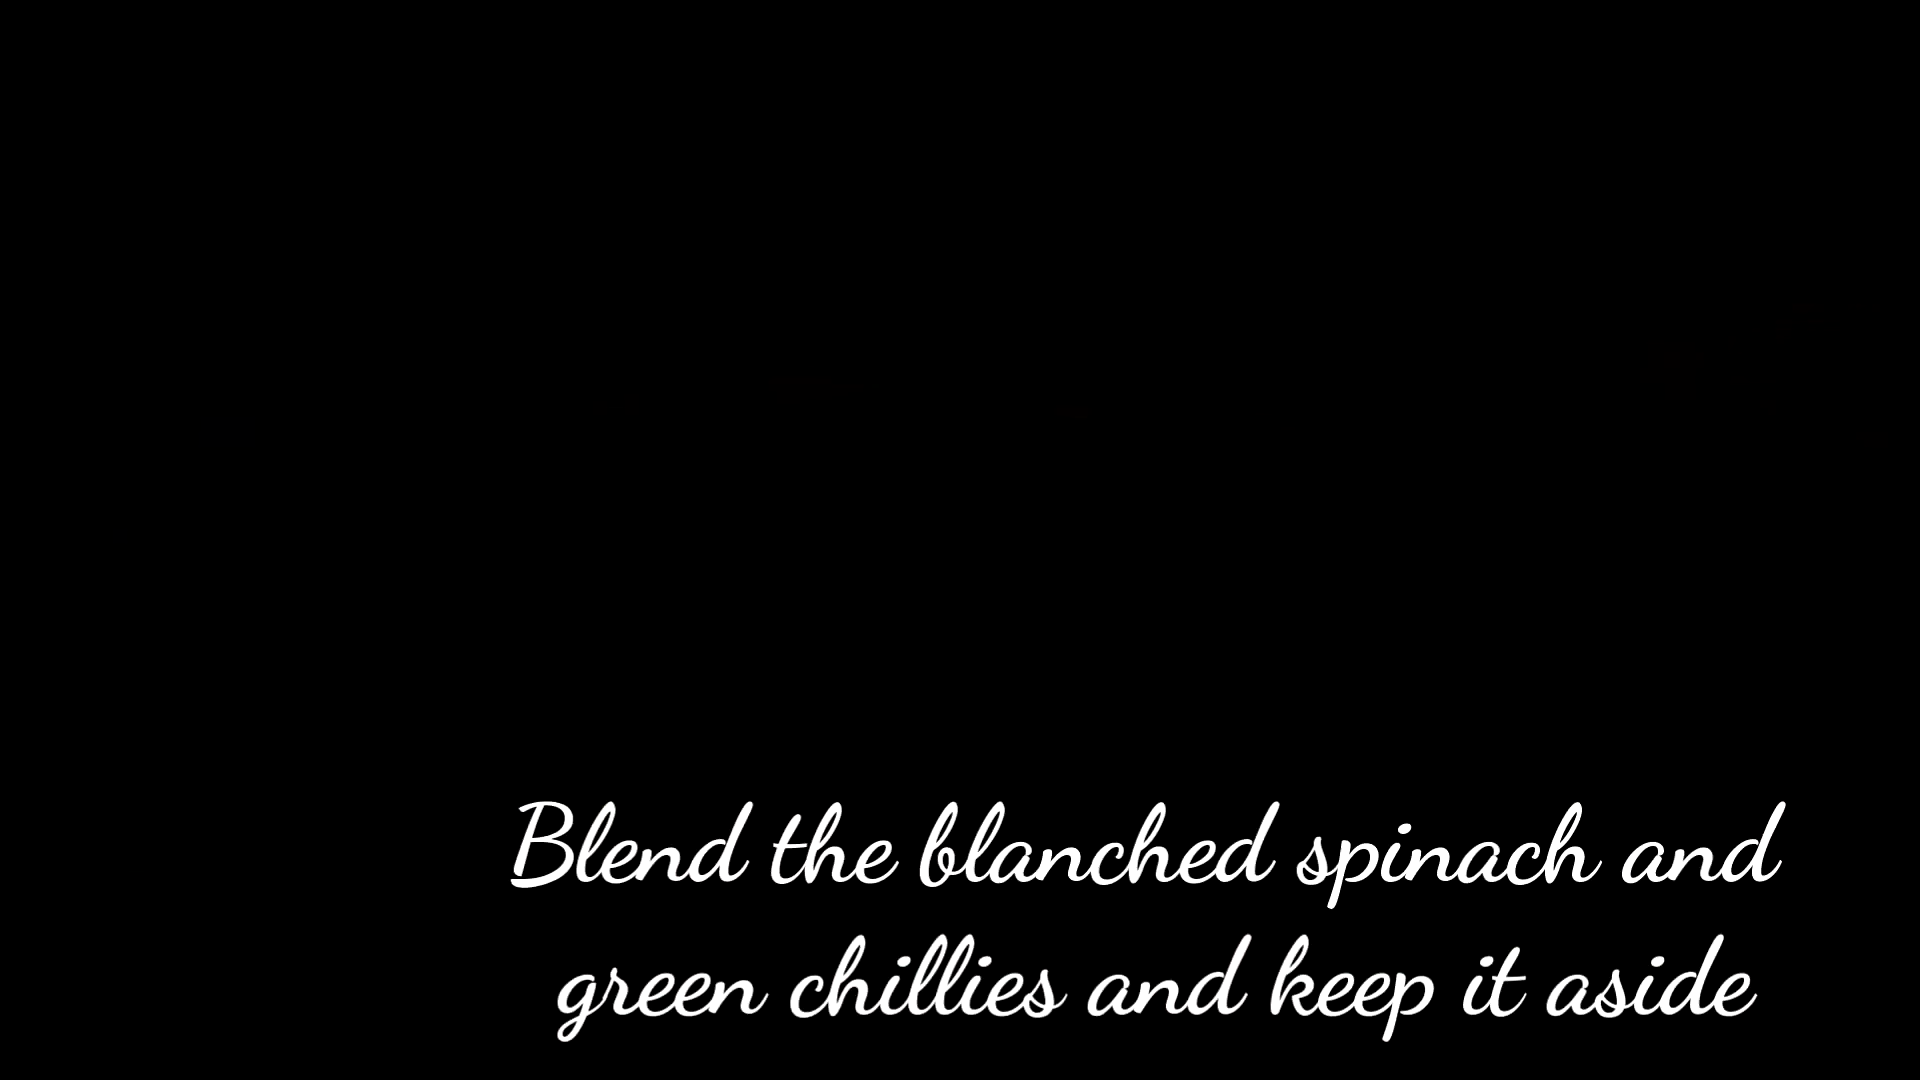 Blend the blanched spinach and
green chillies and keep it aside